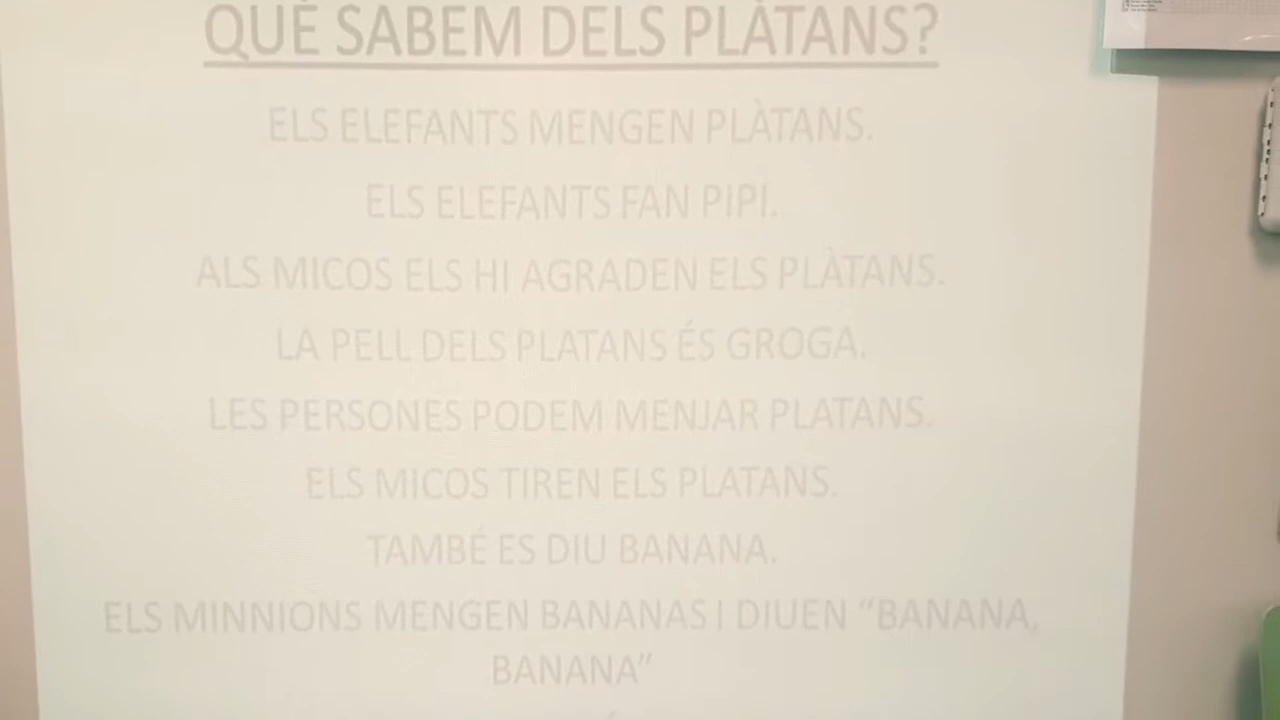 QUÈ SABEM DELS PLÀTANS?
ELS ELEFANTS MENGEN PLÀTANS.
ELS ELEFANTS FAN PIPI.
ALS MICOS ELS HI AGRADEN ELS PLÀTANS.
LA PELL DELS PLATANS ÉS GROGA.
LES PERSONES PODEM MENJAR PLATANS.
ELS MICOS TIREN ELS PLATANS.
TAMBÉ ES DIU BANANA.
ELS MINNIONS MENGEN BANANAS I DIUEN “BANANA,
BANANA”